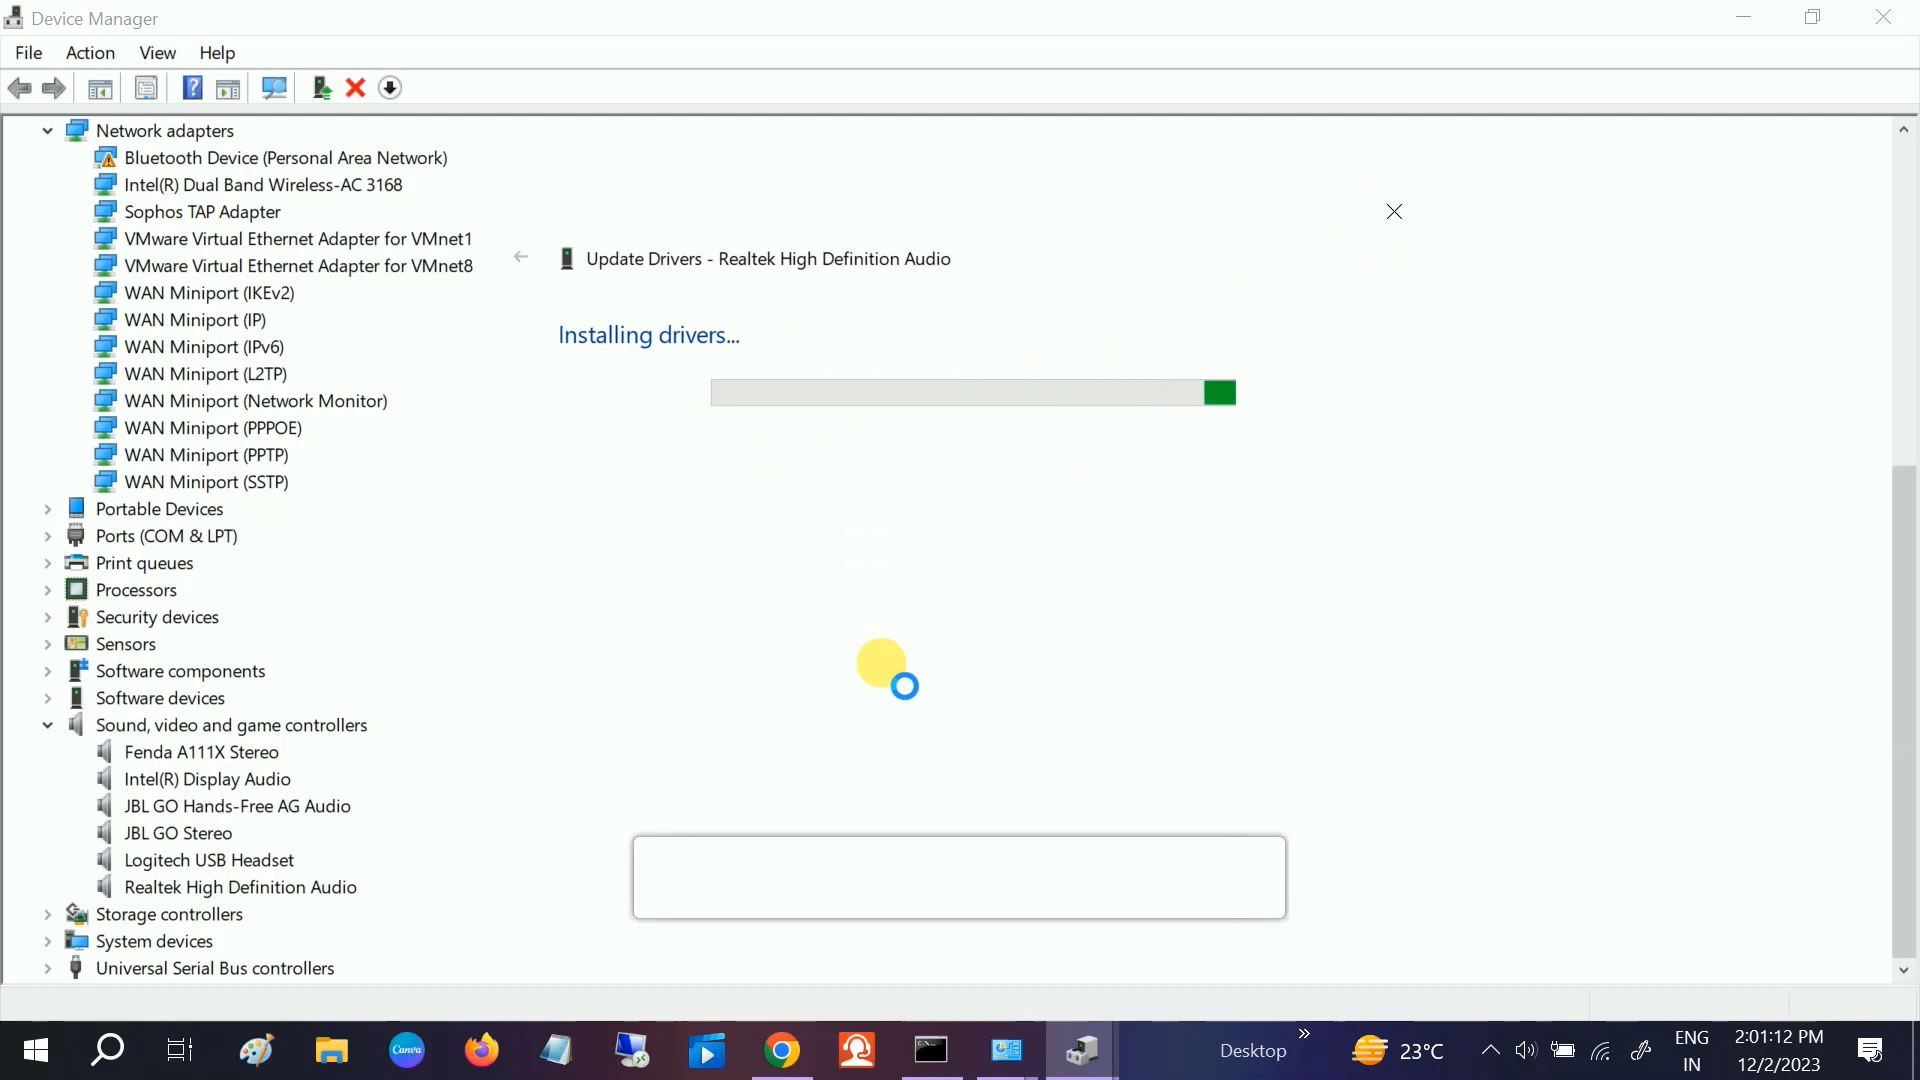 Device Manager
File Action View Help
Network adapters
Bluetooth Device (Personal Area Network)
Intel(R) Dual Band Wireless-AC 3168
Sophos TAP Adapter
VMware Virtual Ethernet Adapter for VMnet1
VMware Virtual Ethernet Adapter for VMnet8
WAN Miniport (IKEv2)
WAN Miniport (IP)
WAN Miniport (IPv6)
WAN Miniport (L2TP)
WAN Miniport (Network Monitor)
WAN Miniport (PPPOE)
WAN Miniport (PPTP)
WAN Miniport (SSTP)
Portable Devices
Ports (COM & LPT)
Print queues
Processors
Security devices
Sensors
Software components
Software devices
Sound, video and game controllers
Fenda A111X Stereo
Intel(R) Display Audio
JBL GO Hands-Free AG Audio
JBL GO Stereo
Logitech USB Headset
Realtek High Definition Audio
Storage controllers
System devices
Universal Serial Bus controllers
Update Drivers - Realtek High Definition Audio
Installing drivers...
Canva
Desktop
23°C
ENG
IN
2:01:12 PM
12/2/2023